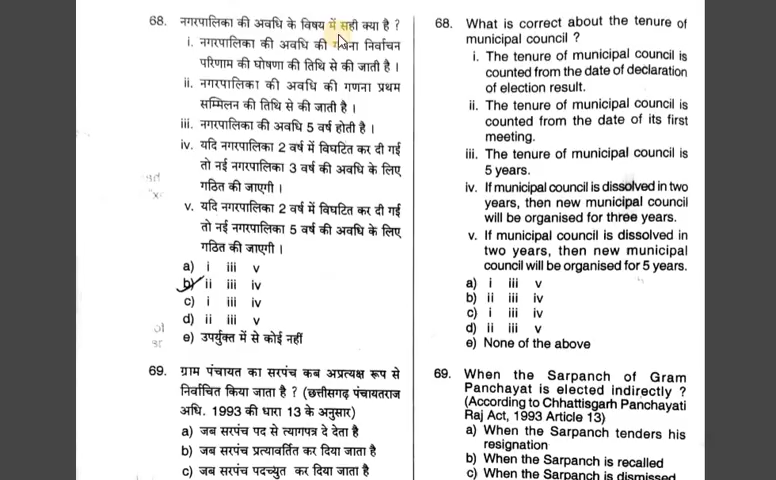 68. नगरपालिका की अवधि के विषय में सही क्या है ?
i. नगरपालिका की अवधि की गणना निर्वाचन
परिणाम की घोषणा की तिथि से की जाती है ।
ii. नगरपालिका की अवधि की गणना प्रथम
सम्मिलन की तिथि से की जाती है ।
iii. नगरपालिका की अवधि 5 वर्ष होती है ।
iv. यदि नगरपालिका 2 वर्ष में विघटित कर दी गई
तो नई नगरपालिका 3 वर्ष की अवधि के लिए
गठित की जाएगी ।
v. यदि नगरपालिका 2 वर्ष में विघटित कर दी गई
तो नई नगरपालिका 5 वर्ष की अवधि के लिए
गठित की जाएगी ।
a) i iii v
b) ii iii iv
c) i iii iv
d) ii iii v
e) उपर्युक्त में से कोई नहीं
69. ग्राम पंचायत का सरपंच कब अप्रत्यक्ष रूप से
निर्वाचित किया जाता है ? (छत्तीसगढ़ पंचायतराज
अधि. 1993 की धारा 13 के अनुसार)
a) जब सरपंच पद से त्यागपत्र दे देता है
b) जब सरपंच प्रत्यावर्तित कर दिया जाता है
c) जब सरपंच पदच्युत कर दिया जाता है
68. What is correct about the tenure of
municipal council ?
i. The tenure of municipal council is
counted from the date of declaration
of election result.
ii. The tenure of municipal council is
counted from the date of its first
meeting.
iii. The tenure of municipal council is
5 years.
iv. If municipal council is dissolved in two
years, then new municipal council
will be organised for three years.
v. If municipal council is dissolved in
two years, then new municipal
council will be organised for 5 years.
a) i iii v
b) ii iii iv
c) i iii iv
d) ii iii v
e) None of the above
69. When the Sarpanch of Gram
Panchayat is elected indirectly ?
(According to Chhattisgarh Panchayati
Raj Act, 1993 Article 13)
a) When the Sarpanch tenders his
resignation
b) When the Sarpanch is recalled
c) When the Sarpanch is dismissed